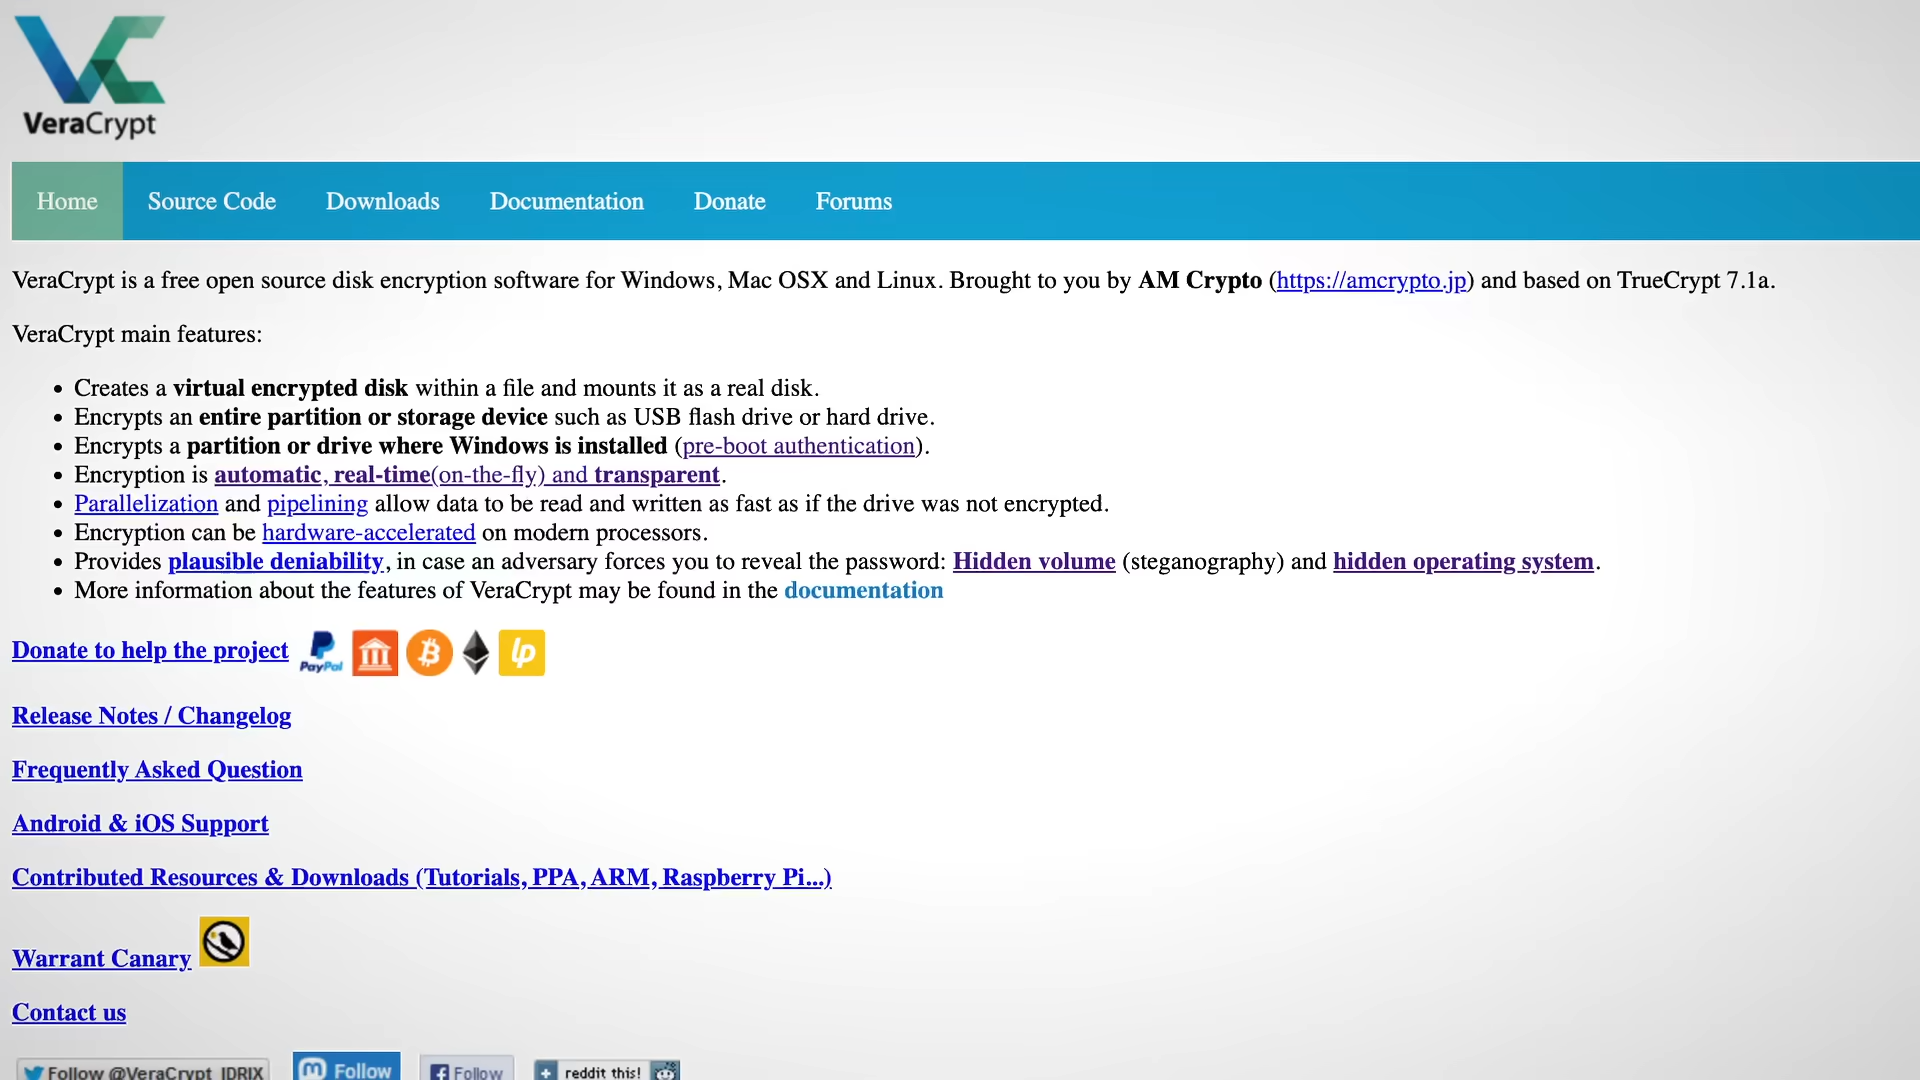 VeraCrypt
Home Source Code Downloads Documentation Donate Forums
VeraCrypt is a free open source disk encryption software for Windows, Mac OSX and Linux. Brought to you by AM Crypto (https://amcrypto.jp) and based on TrueCrypt 7.1a.
VeraCrypt main features:
• Creates a virtual encrypted disk within a file and mounts it as a real disk.
• Encrypts an entire partition or storage device such as USB flash drive or hard drive.
• Encrypts a partition or drive where Windows is installed (pre-boot authentication).
• Encryption is automatic, real-time(on-the-fly) and transparent.
• Parallelization and pipelining allow data to be read and written as fast as if the drive was not encrypted.
• Encryption can be hardware-accelerated on modern processors.
• Provides plausible deniability, in case an adversary forces you to reveal the password: Hidden volume (steganography) and hidden operating system.
• More information about the features of VeraCrypt may be found in the documentation
Donate to help the project PayPal
Release Notes / Changelog
Frequently Asked Question
Android & iOS Support
Contributed Resources & Downloads (Tutorials, PPA, ARM, Raspberry Pi...)
Warrant Canary
Contact us
Follow @VeraCrypt_IDRIX Follow Follow reddit this!